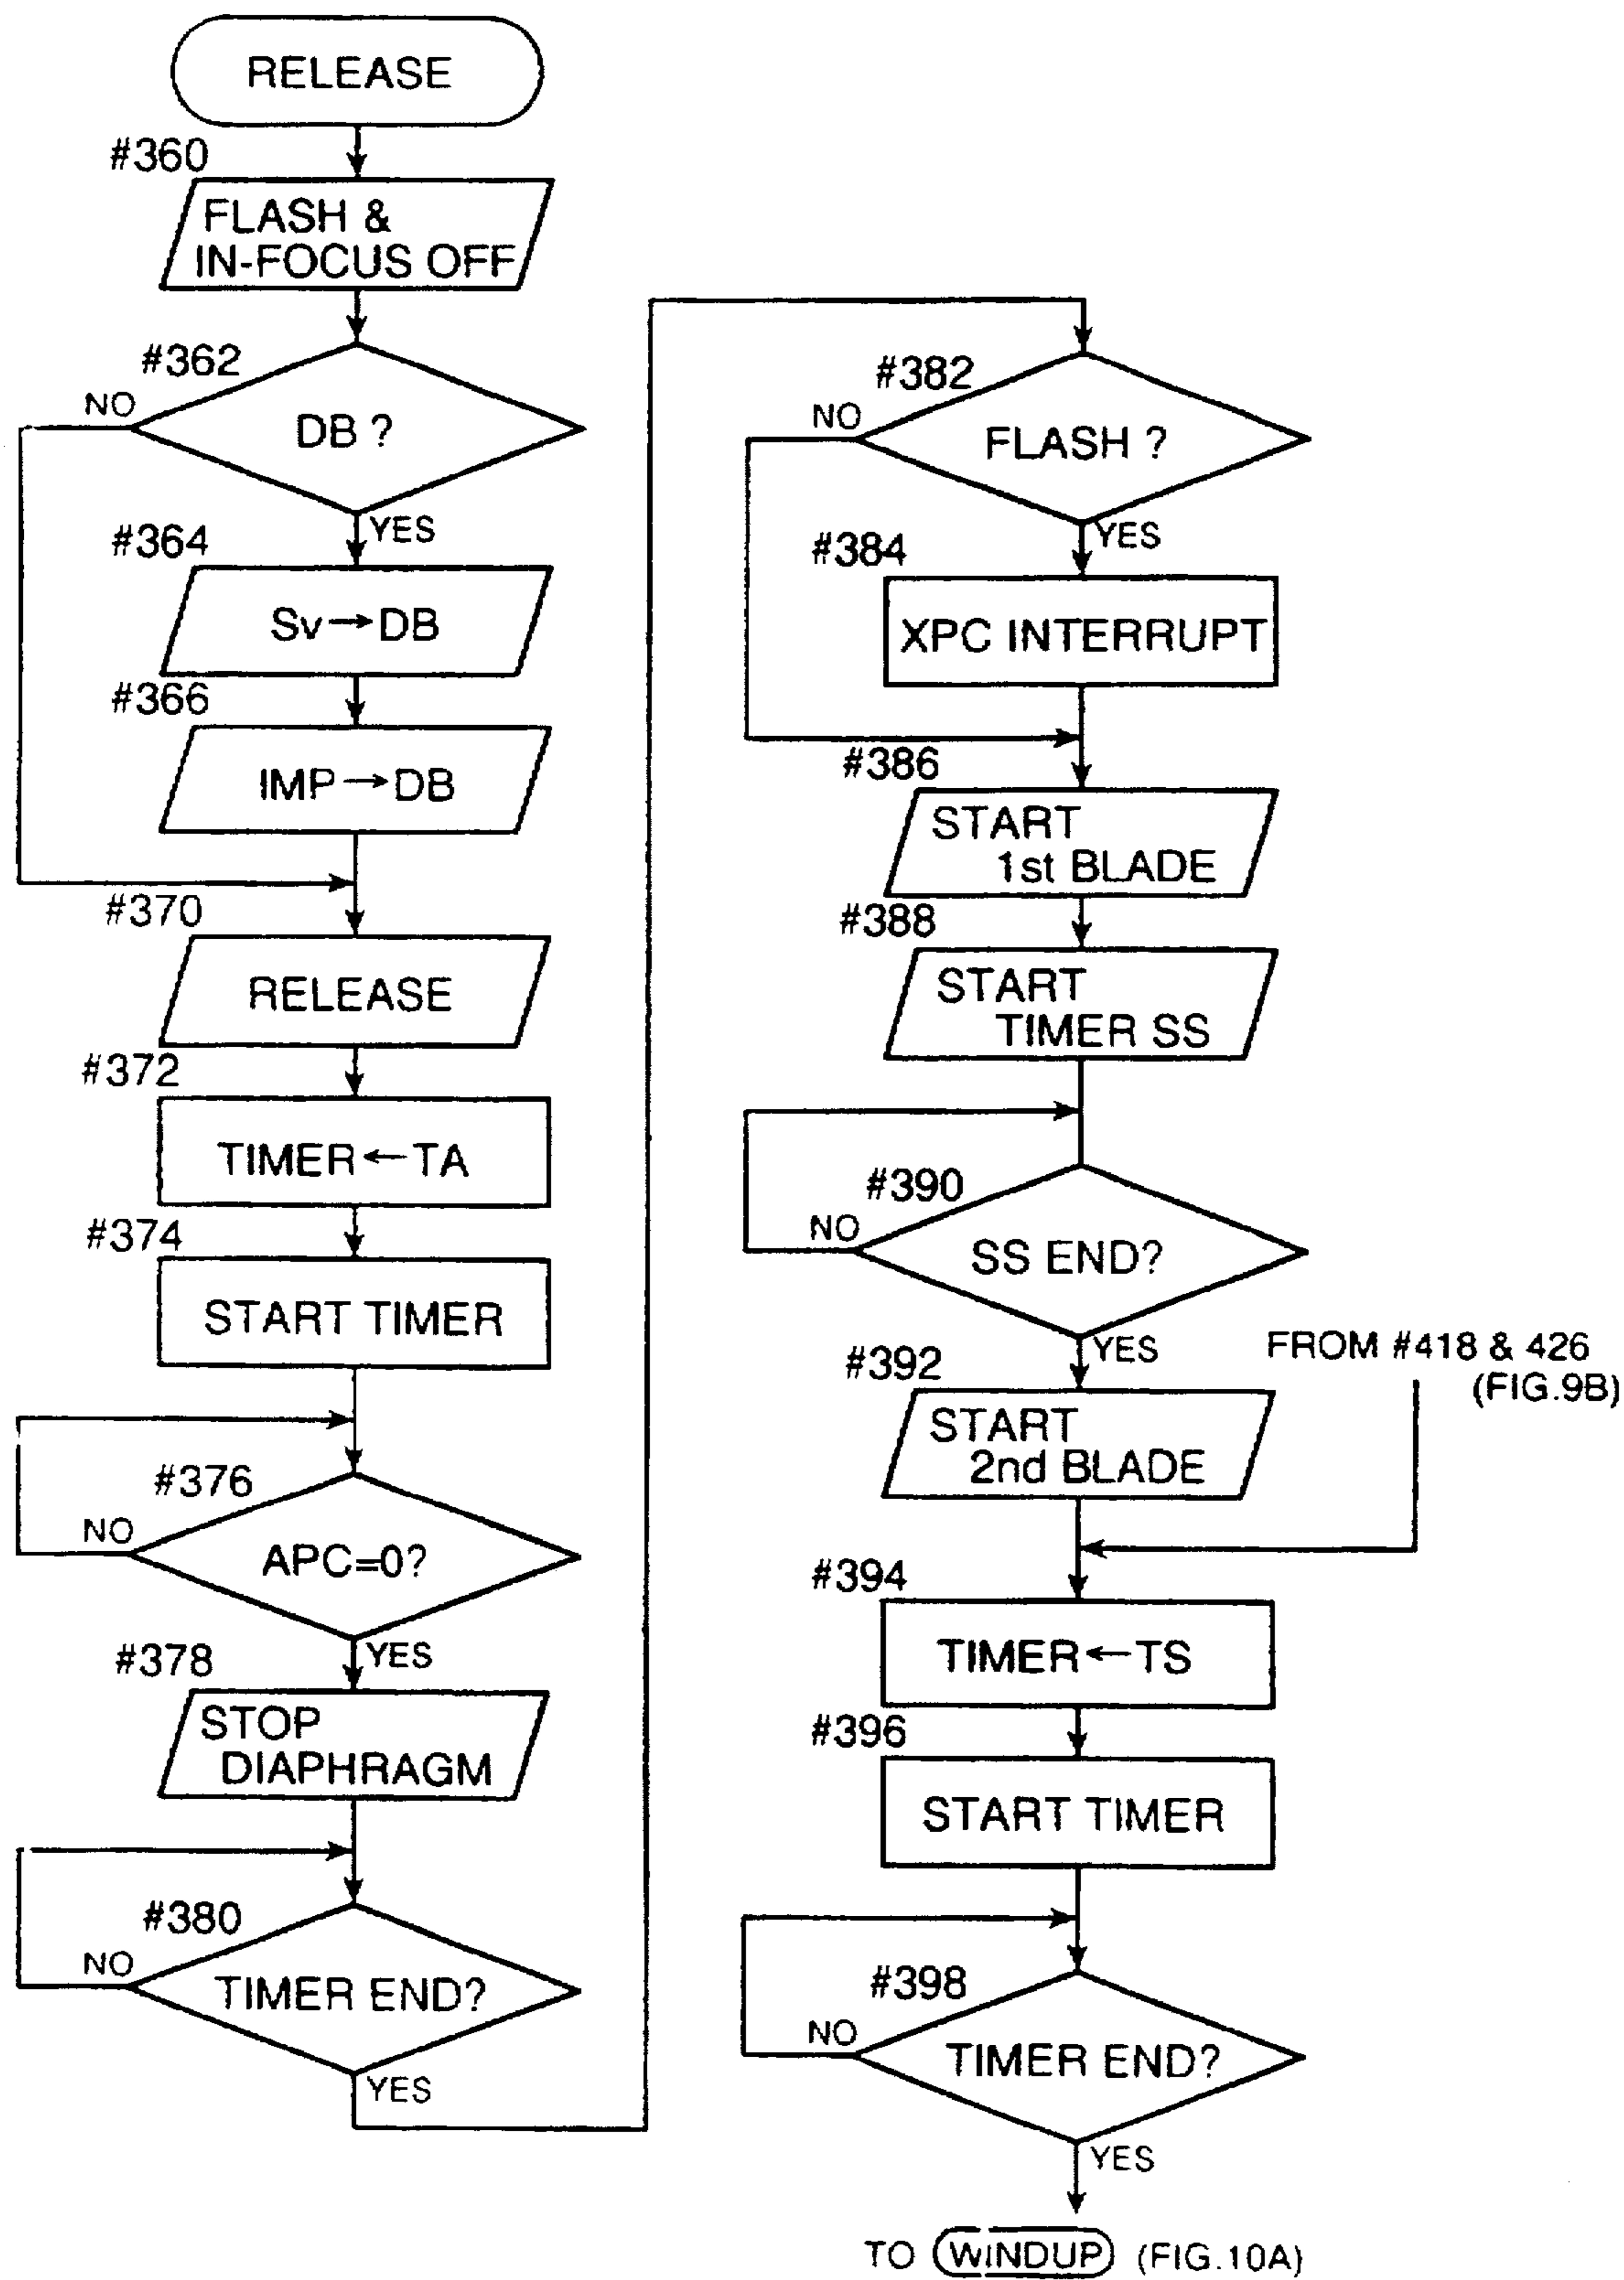 RELEASE
#360
FLASH &
IN-FOCUS OFF
#362
NO
DB ?
YES
#364
Sv→DB
#366
IMP→DB
#370
RELEASE
#372
TIMER←TA
#374
START TIMER
#376
NO
APC=0?
YES
#378
STOP
DIAPHRAGM
#380
NO
TIMER END?
YES
#382
NO
FLASH ?
YES
#384
XPC INTERRUPT
#386
START
1st BLADE
#388
START
TIMER SS
#390
NO
SS END?
YES
FROM #418 & 426
(FIG.9B)
#392
START
2nd BLADE
#394
TIMER←TS
#396
START TIMER
#398
NO
TIMER END?
YES
TO WINDUP (FIG.10A)